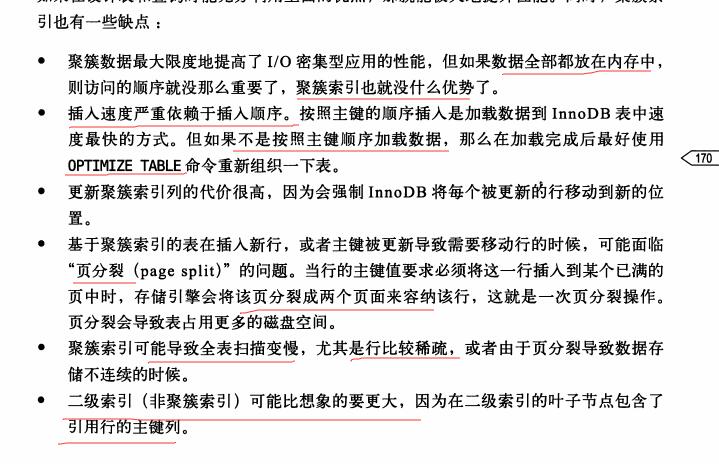 引也有一些缺点：
● 聚簇数据最大限度地提高了 I/O 密集型应用的性能，但如果数据全部都放在内存中，
则访问的顺序就没那么重要了，聚簇索引也就没什么优势了。
● 插入速度严重依赖于插入顺序。按照主键的顺序插入是加载数据到 InnoDB 表中速
度最快的方式。但如果不是按照主键顺序加载数据，那么在加载完成后最好使用
OPTIMIZE TABLE 命令重新组织一下表。
170
● 更新聚簇索引列的代价很高，因为会强制 InnoDB 将每个被更新的行移动到新的位
置。
● 基于聚簇索引的表在插入新行，或者主键被更新导致需要移动行的时候，可能面临
“页分裂（page split）”的问题。当行的主键值要求必须将这一行插入到某个已满的
页中时，存储引擎会将该页分裂成两个页面来容纳该行，这就是一次页分裂操作。
页分裂会导致表占用更多的磁盘空间。
● 聚簇索引可能导致全表扫描变慢，尤其是行比较稀疏，或者由于页分裂导致数据存
储不连续的时候。
● 二级索引（非聚簇索引）可能比想象的要更大，因为在二级索引的叶子节点包含了
引用行的主键列。